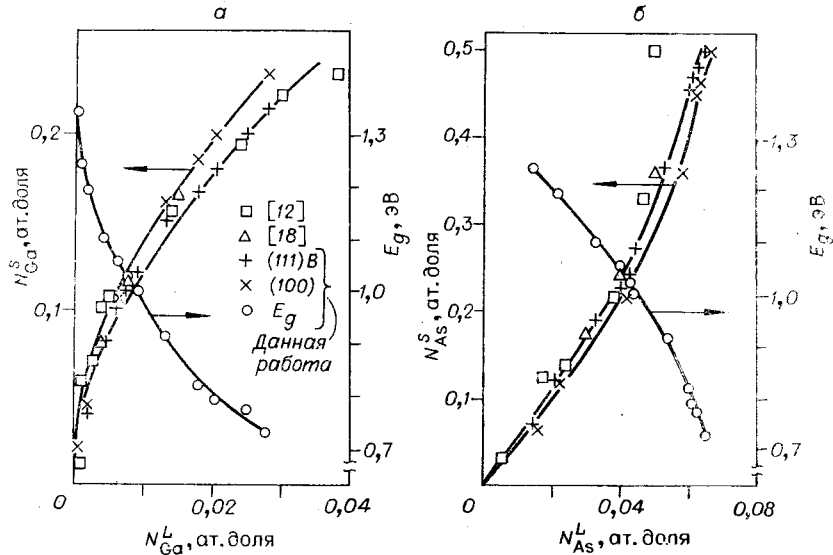 а
б
N^S_Ga, ат.доля
0,2
0,1
0
0,02
0,04
N^L_Ga, ат.доля
1,3
1,0
0,7
E_g, эВ
□ [12]
△ [18]
+ (111)B
× (100)
○ E_g
Данная
работа
N^S_As, ат.доля
0,5
0,4
0,3
0,2
0,1
0
0,04
0,08
N^L_As, ат.доля
1,3
1,0
0,7
E_g, эВ